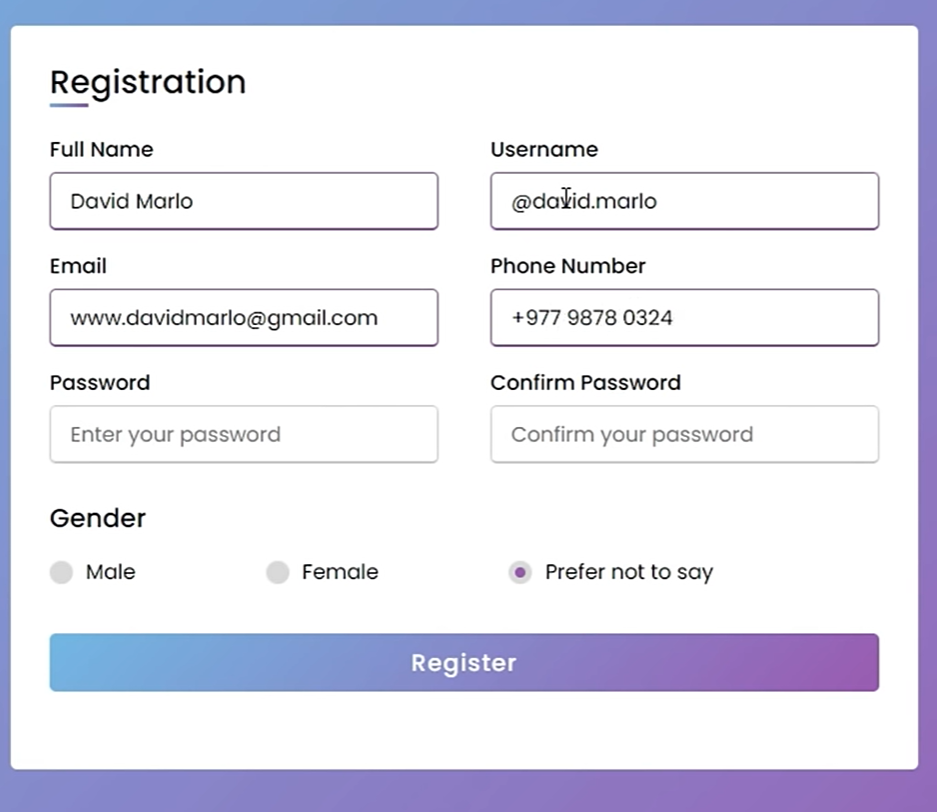 Registration
Full Name
Username
David Marlo
@david.marlo
Email
Phone Number
www.davidmarlo@gmail.com
+977 9878 0324
Password
Confirm Password
Enter your password
Confirm your password
Gender
Male
Female
Prefer not to say
Register